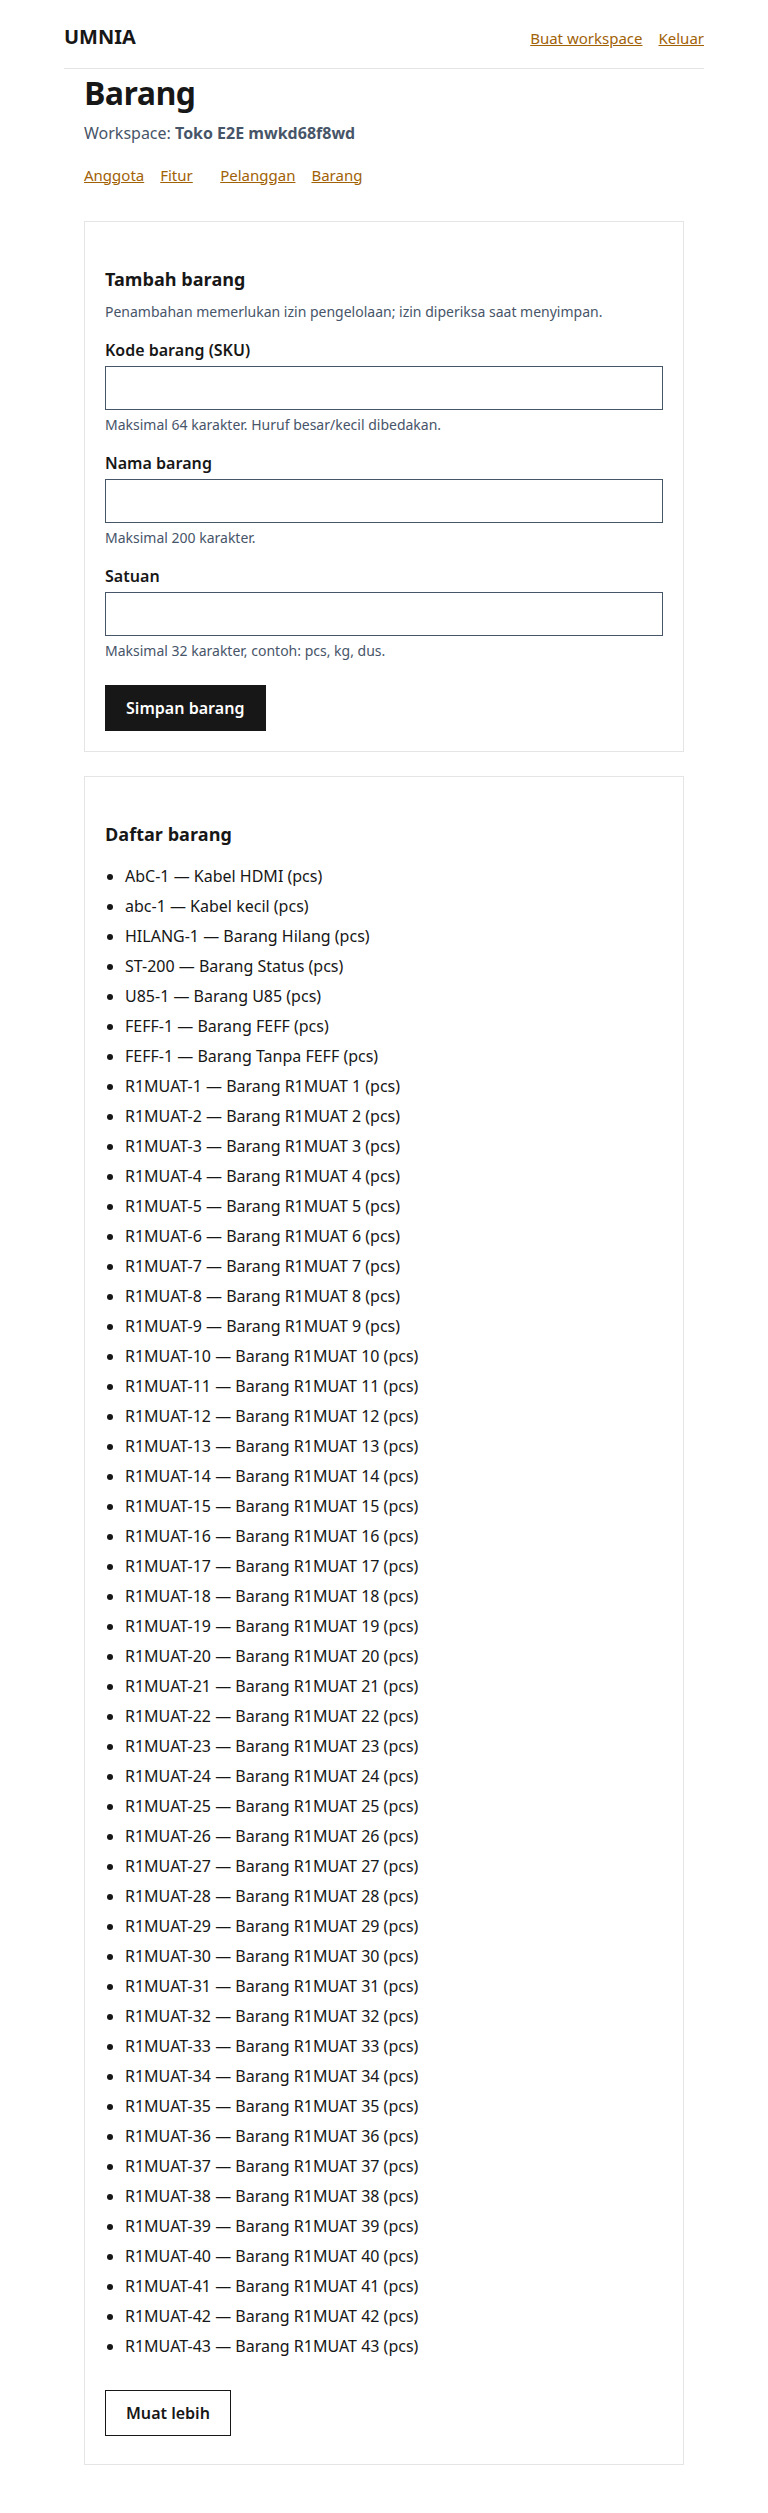 UMNIA
Buat workspace Keluar
Barang
Workspace: Toko E2E mwkd68f8wd
Anggota Fitur Pelanggan Barang
Tambah barang
Penambahan memerlukan izin pengelolaan; izin diperiksa saat menyimpan.
Kode barang (SKU)
Maksimal 64 karakter. Huruf besar/kecil dibedakan.
Nama barang
Maksimal 200 karakter.
Satuan
Maksimal 32 karakter, contoh: pcs, kg, dus.
Simpan barang
Daftar barang
• AbC-1 — Kabel HDMI (pcs)
• abc-1 — Kabel kecil (pcs)
• HILANG-1 — Barang Hilang (pcs)
• ST-200 — Barang Status (pcs)
• U85-1 — Barang U85 (pcs)
• FEFF-1 — Barang FEFF (pcs)
• FEFF-1 — Barang Tanpa FEFF (pcs)
• R1MUAT-1 — Barang R1MUAT 1 (pcs)
• R1MUAT-2 — Barang R1MUAT 2 (pcs)
• R1MUAT-3 — Barang R1MUAT 3 (pcs)
• R1MUAT-4 — Barang R1MUAT 4 (pcs)
• R1MUAT-5 — Barang R1MUAT 5 (pcs)
• R1MUAT-6 — Barang R1MUAT 6 (pcs)
• R1MUAT-7 — Barang R1MUAT 7 (pcs)
• R1MUAT-8 — Barang R1MUAT 8 (pcs)
• R1MUAT-9 — Barang R1MUAT 9 (pcs)
• R1MUAT-10 — Barang R1MUAT 10 (pcs)
• R1MUAT-11 — Barang R1MUAT 11 (pcs)
• R1MUAT-12 — Barang R1MUAT 12 (pcs)
• R1MUAT-13 — Barang R1MUAT 13 (pcs)
• R1MUAT-14 — Barang R1MUAT 14 (pcs)
• R1MUAT-15 — Barang R1MUAT 15 (pcs)
• R1MUAT-16 — Barang R1MUAT 16 (pcs)
• R1MUAT-17 — Barang R1MUAT 17 (pcs)
• R1MUAT-18 — Barang R1MUAT 18 (pcs)
• R1MUAT-19 — Barang R1MUAT 19 (pcs)
• R1MUAT-20 — Barang R1MUAT 20 (pcs)
• R1MUAT-21 — Barang R1MUAT 21 (pcs)
• R1MUAT-22 — Barang R1MUAT 22 (pcs)
• R1MUAT-23 — Barang R1MUAT 23 (pcs)
• R1MUAT-24 — Barang R1MUAT 24 (pcs)
• R1MUAT-25 — Barang R1MUAT 25 (pcs)
• R1MUAT-26 — Barang R1MUAT 26 (pcs)
• R1MUAT-27 — Barang R1MUAT 27 (pcs)
• R1MUAT-28 — Barang R1MUAT 28 (pcs)
• R1MUAT-29 — Barang R1MUAT 29 (pcs)
• R1MUAT-30 — Barang R1MUAT 30 (pcs)
• R1MUAT-31 — Barang R1MUAT 31 (pcs)
• R1MUAT-32 — Barang R1MUAT 32 (pcs)
• R1MUAT-33 — Barang R1MUAT 33 (pcs)
• R1MUAT-34 — Barang R1MUAT 34 (pcs)
• R1MUAT-35 — Barang R1MUAT 35 (pcs)
• R1MUAT-36 — Barang R1MUAT 36 (pcs)
• R1MUAT-37 — Barang R1MUAT 37 (pcs)
• R1MUAT-38 — Barang R1MUAT 38 (pcs)
• R1MUAT-39 — Barang R1MUAT 39 (pcs)
• R1MUAT-40 — Barang R1MUAT 40 (pcs)
• R1MUAT-41 — Barang R1MUAT 41 (pcs)
• R1MUAT-42 — Barang R1MUAT 42 (pcs)
• R1MUAT-43 — Barang R1MUAT 43 (pcs)
Muat lebih